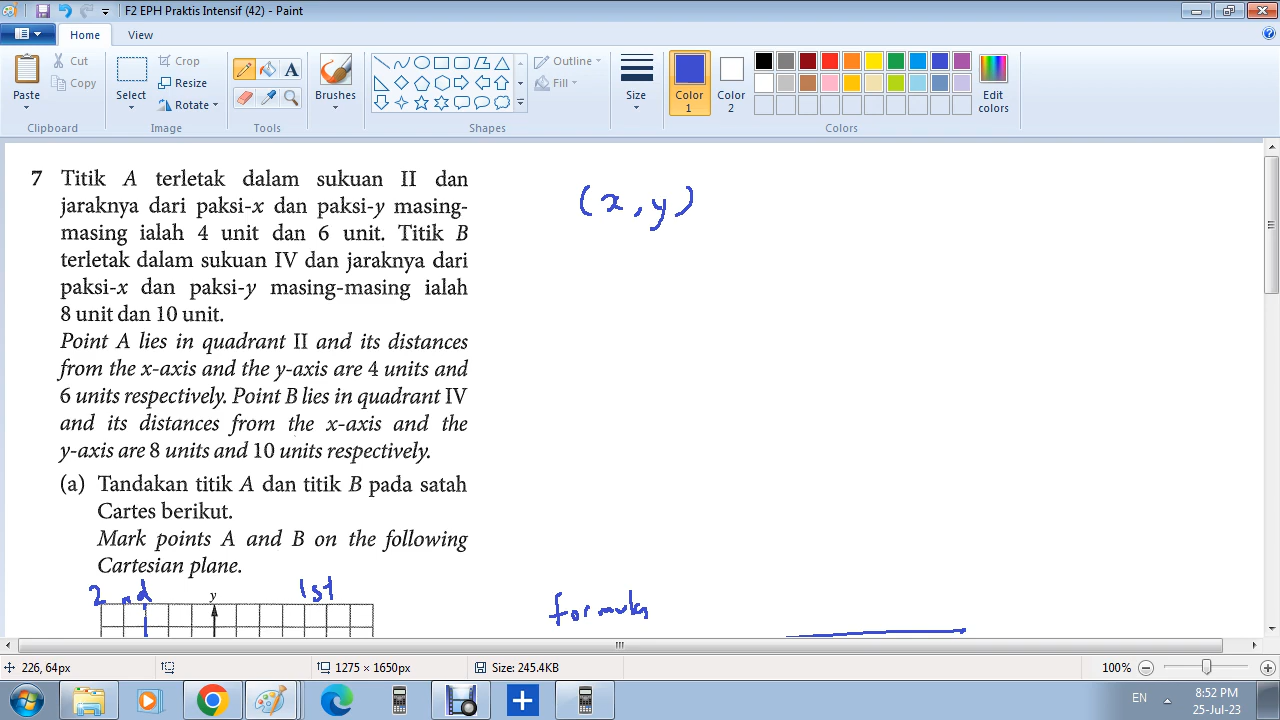 F2 EPH Praktis Intensif (42) - Paint
Home
View
Paste
Cut
Copy
Clipboard
Select
Crop
Resize
Rotate
Image
A
Tools
Brushes
Outline
Fill
Shapes
Size
Color
1
Color
2
Edit
colors
Colors
7 Titik A terletak dalam sukuan II dan
jaraknya dari paksi-x dan paksi-y masing-
masing ialah 4 unit dan 6 unit. Titik B
terletak dalam sukuan IV dan jaraknya dari
paksi-x dan paksi-y masing-masing ialah
8 unit dan 10 unit.
Point A lies in quadrant II and its distances
from the x-axis and the y-axis are 4 units and
6 units respectively. Point B lies in quadrant IV
and its distances from the x-axis and the
y-axis are 8 units and 10 units respectively.
(a) Tandakan titik A dan titik B pada satah
Cartes berikut.
Mark points A and B on the following
Cartesian plane.
2nd
y
1st
(x, y)
formula
226, 64px
1275 × 1650px
Size: 245.4KB
100%
EN
8:52 PM
25-Jul-23